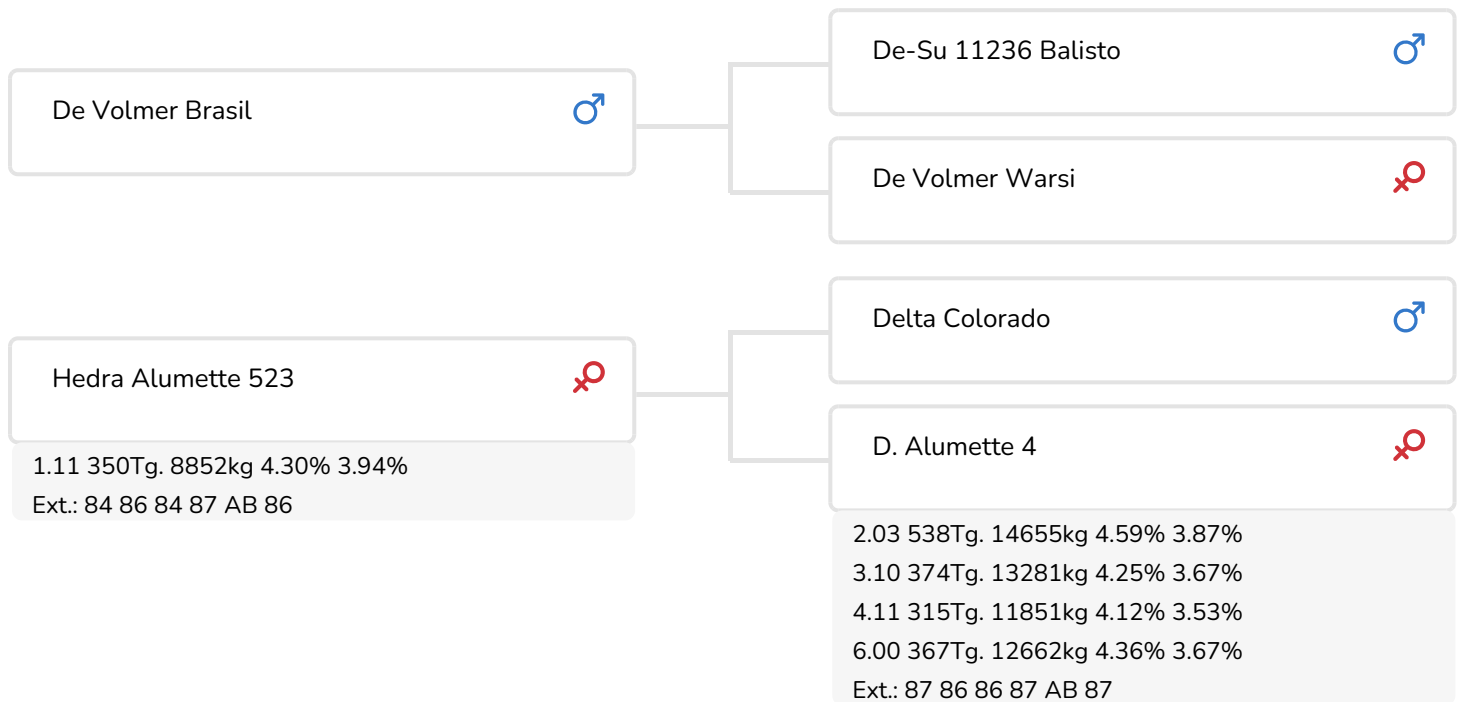 De Volmer Brasil
De-Su 11236 Balisto
De Volmer Warsi
Hedra Alumette 523
1.11 350Tg. 8852kg 4.30% 3.94%
Ext.: 84 86 84 87 AB 86
Delta Colorado
D. Alumette 4
2.03 538Tg. 14655kg 4.59% 3.87%
3.10 374Tg. 13281kg 4.25% 3.67%
4.11 315Tg. 11851kg 4.12% 3.53%
6.00 367Tg. 12662kg 4.36% 3.67%
Ext.: 87 86 86 87 AB 87